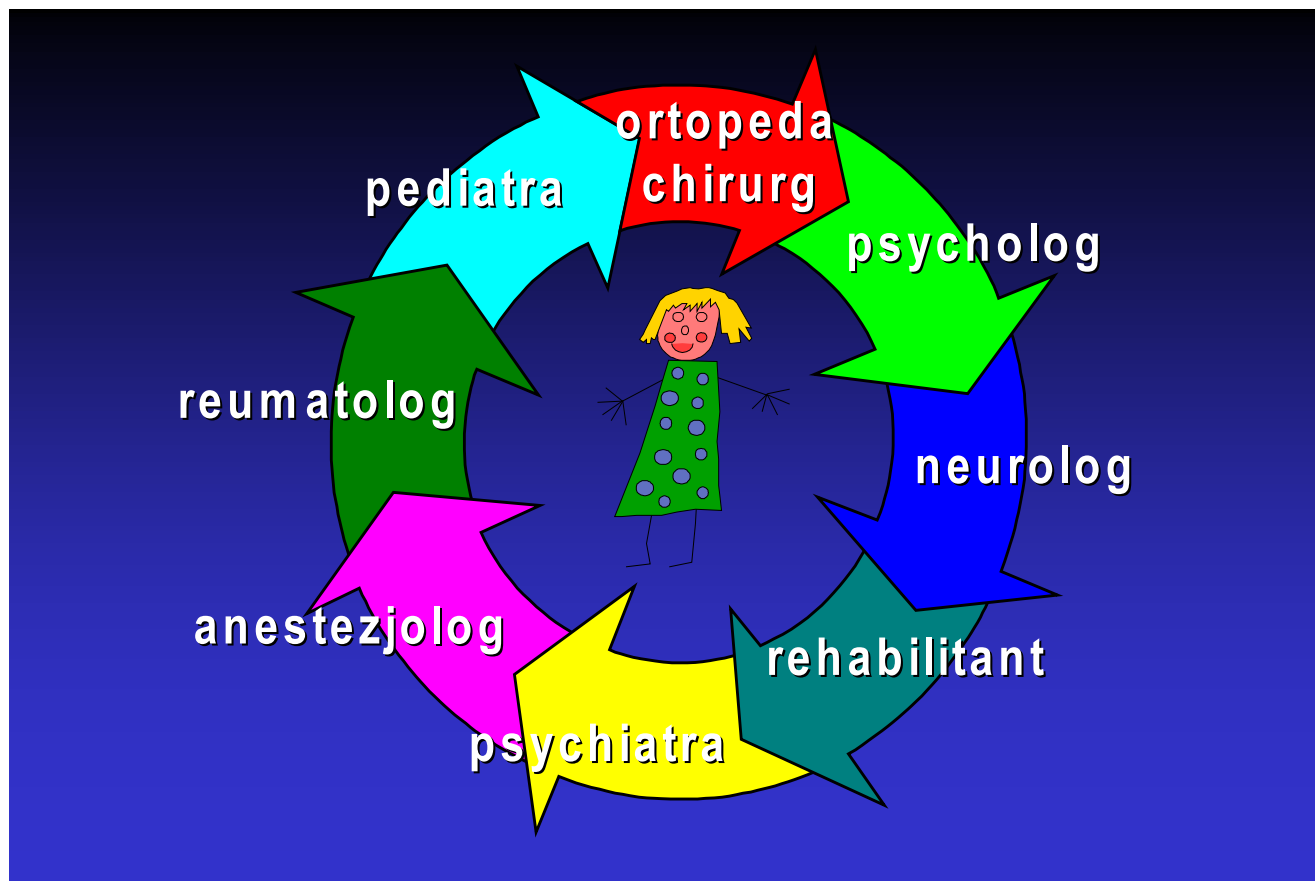 ortopeda
chirurg
pediatra
psycholog
reumatolog
neurolog
anestezjolog
rehabilitant
psychiatra